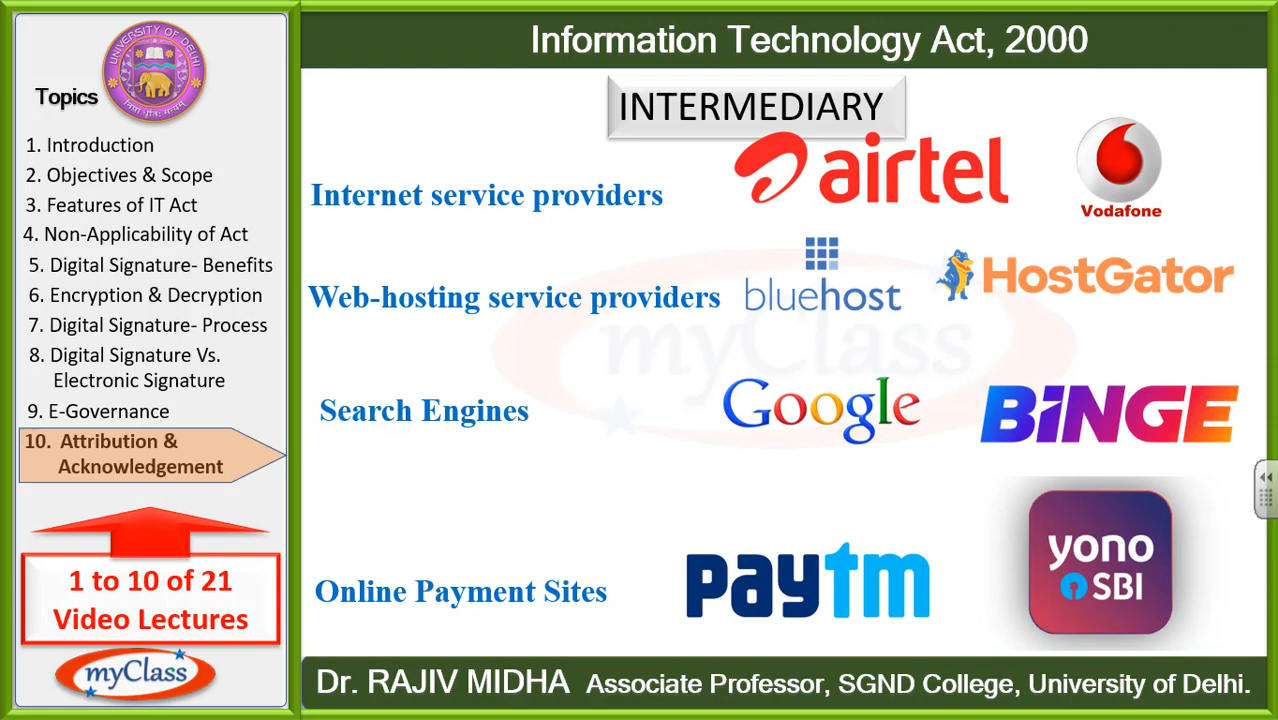 Information Technology Act, 2000
UNIVERSITY OF DELHI
Topics
1. Introduction
2. Objectives & Scope
3. Features of IT Act
4. Non-Applicability of Act
5. Digital Signature- Benefits
6. Encryption & Decryption
7. Digital Signature- Process
8. Digital Signature Vs.
Electronic Signature
9. E-Governance
10. Attribution &
Acknowledgement
1 to 10 of 21
Video Lectures
myClass
INTERMEDIARY
Internet service providers
airtel
Vodafone
Web-hosting service providers
bluehost
HostGator
myClass
Search Engines
Google
BiNGE
Online Payment Sites
paytm
yono
SBI
Dr. RAJIV MIDHA Associate Professor, SGND College, University of Delhi.